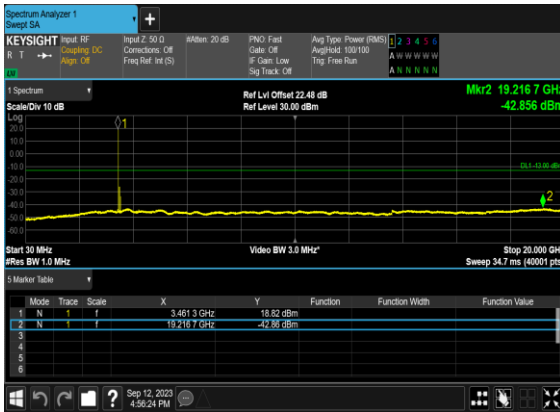 Spectrum Analyzer 1
Swept SA
KEYSIGHT
R T
Input: RF
Coupling: DC
Align: Off
Input Z: 50 Ω
Corrections: Off
Freq Ref: Int (S)
#Atten: 20 dB
PNO: Fast
Gate: Off
IF Gain: Low
Sig Track: Off
Avg Type: Power (RMS)
Avg|Hold: 100/100
Trig: Free Run
1 2 3 4 5 6
A W W W W W
A N N N N N
1 Spectrum
Scale/Div 10 dB
Ref Lvl Offset 22.48 dB
Ref Level 30.00 dBm
Mkr2 19.216 7 GHz
-42.856 dBm
Log
20.0
10.0
0.00
-10.0
-20.0
-30.0
-40.0
-50.0
-60.0
1
DL1 -13.00 dBm
2
Start 30 MHz
#Res BW 1.0 MHz
Video BW 3.0 MHz*
Stop 20.000 GHz
Sweep 34.7 ms (40001 pts)
5 Marker Table
Mode Trace Scale X Y Function Function Width Function Value
1 N 1 f 3.461 3 GHz 18.82 dBm
2 N 1 f 19.216 7 GHz -42.86 dBm
3
4
5
6
?
Sep 12, 2023
4:56:24 PM